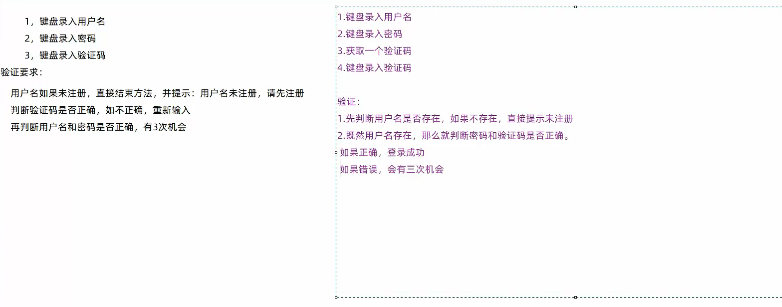 1，键盘录入用户名
2，键盘录入密码
3，键盘录入验证码
验证要求：
用户名如果未注册，直接结束方法，并提示：用户名未注册，请先注册
判断验证码是否正确，如不正确，重新输入
再判断用户名和密码是否正确，有3次机会
1.键盘录入用户名
2.键盘录入密码
3.获取一个验证码
4.键盘录入验证码
验证：
1.先判断用户名是否存在，如果不存在，直接提示未注册
2.既然用户名存在，那么就判断密码和验证码是否正确。
如果正确，登录成功
如果错误，会有三次机会